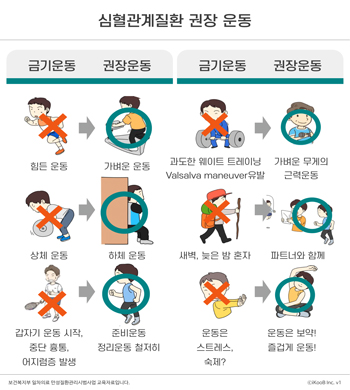 심혈관계질환 권장 운동
금기운동 권장운동 금기운동 권장운동
힘든 운동 가벼운 운동
과도한 웨이트 트레이닝
Valsalva maneuver유발
가벼운 무게의
근력운동
상체 운동 하체 운동 새벽, 늦은 밤 혼자 파트너와 함께
갑자기 운동 시작,
중단 흉통,
어지럼증 발생
준비운동
정리운동 철저히
운동은
스트레스,
숙제?
운동은 보약!
즐겁게 운동!
보건복지부 일차의료 만성질환관리시범사업 교육자료입니다.
ⓒiKooB Inc. v1